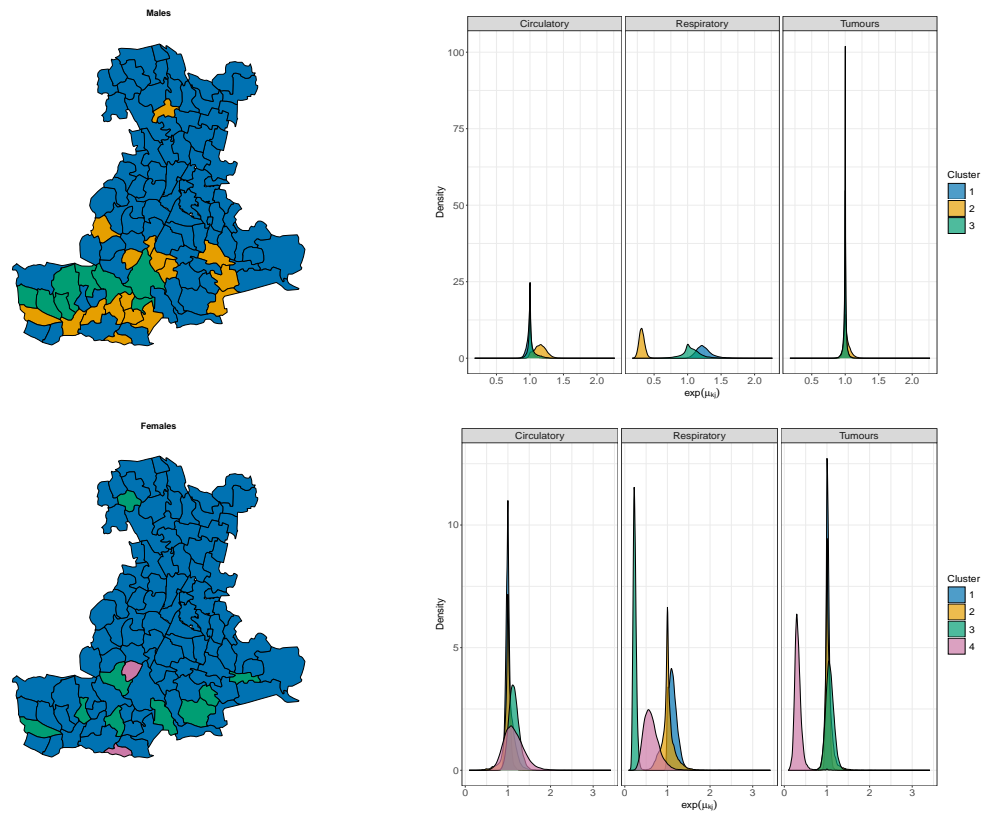 Males
Circulatory Respiratory Tumours
100
75
50
25
0
Density
0.5 1.0 1.5 2.0 0.5 1.0 1.5 2.0 0.5 1.0 1.5 2.0
exp(μkj)
Cluster
1
2
3
Females
Circulatory Respiratory Tumours
10
5
0
Density
0 1 2 3 0 1 2 3 0 1 2 3
exp(μkj)
Cluster
1
2
3
4